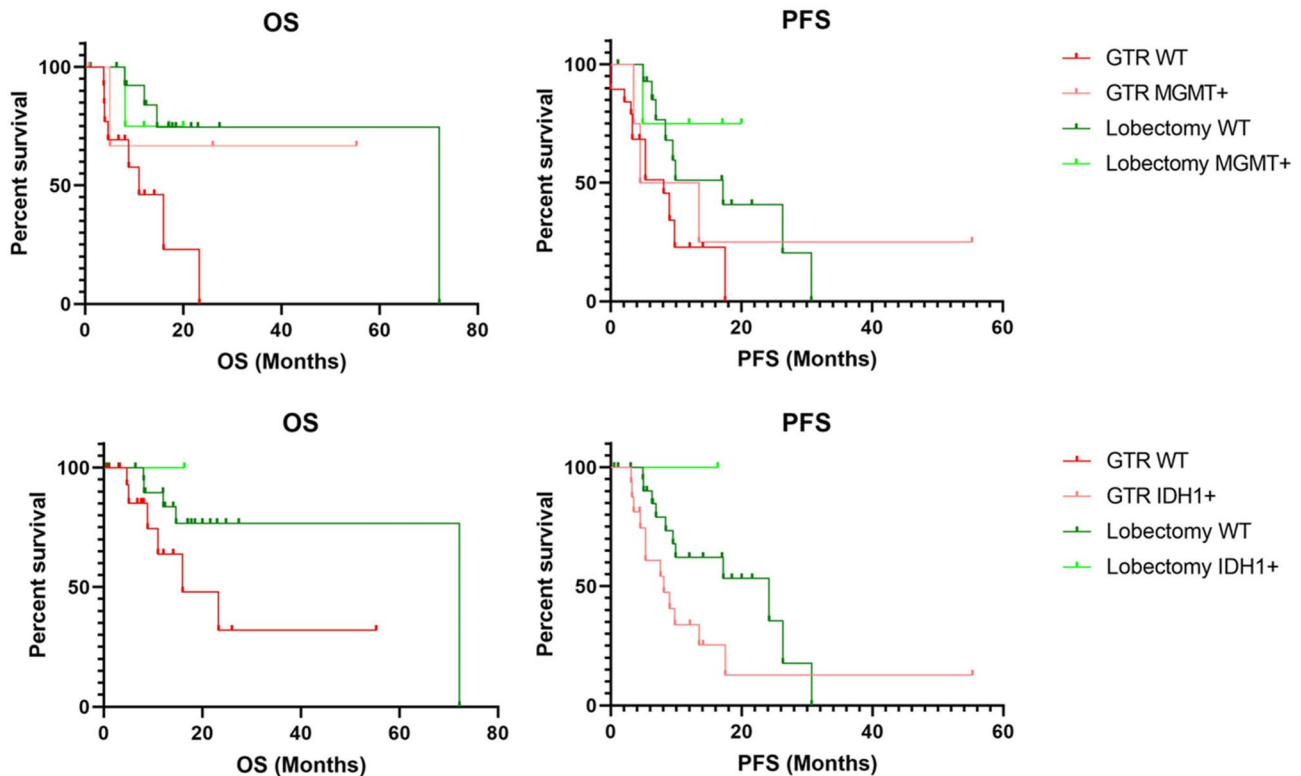 OS
Percent survival
100
50
0
0 20 40 60 80
OS (Months)
PFS
Percent survival
100
50
0
0 20 40 60
PFS (Months)
GTR WT
GTR MGMT+
Lobectomy WT
Lobectomy MGMT+
OS
Percent survival
100
50
0
0 20 40 60 80
OS (Months)
PFS
Percent survival
100
50
0
0 20 40 60
PFS (Months)
GTR WT
GTR IDH1+
Lobectomy WT
Lobectomy IDH1+